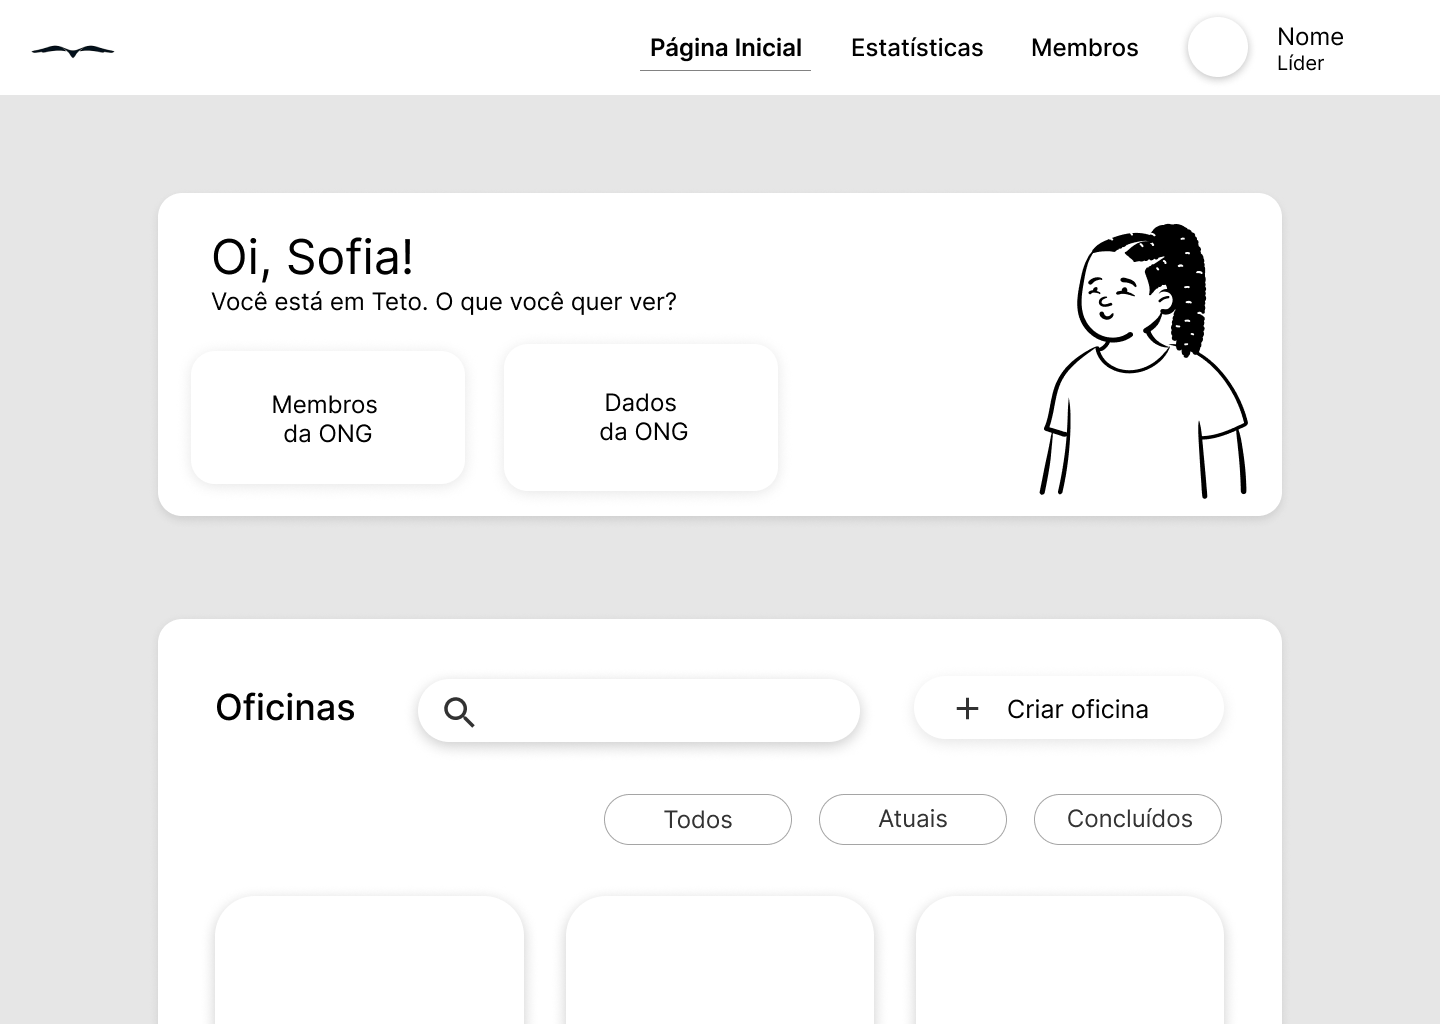 Página Inicial
Estatísticas
Membros
Nome
Líder
Oi, Sofia!
Você está em Teto. O que você quer ver?
Membros
da ONG
Dados
da ONG
Oficinas
+ Criar oficina
Todos
Atuais
Concluídos